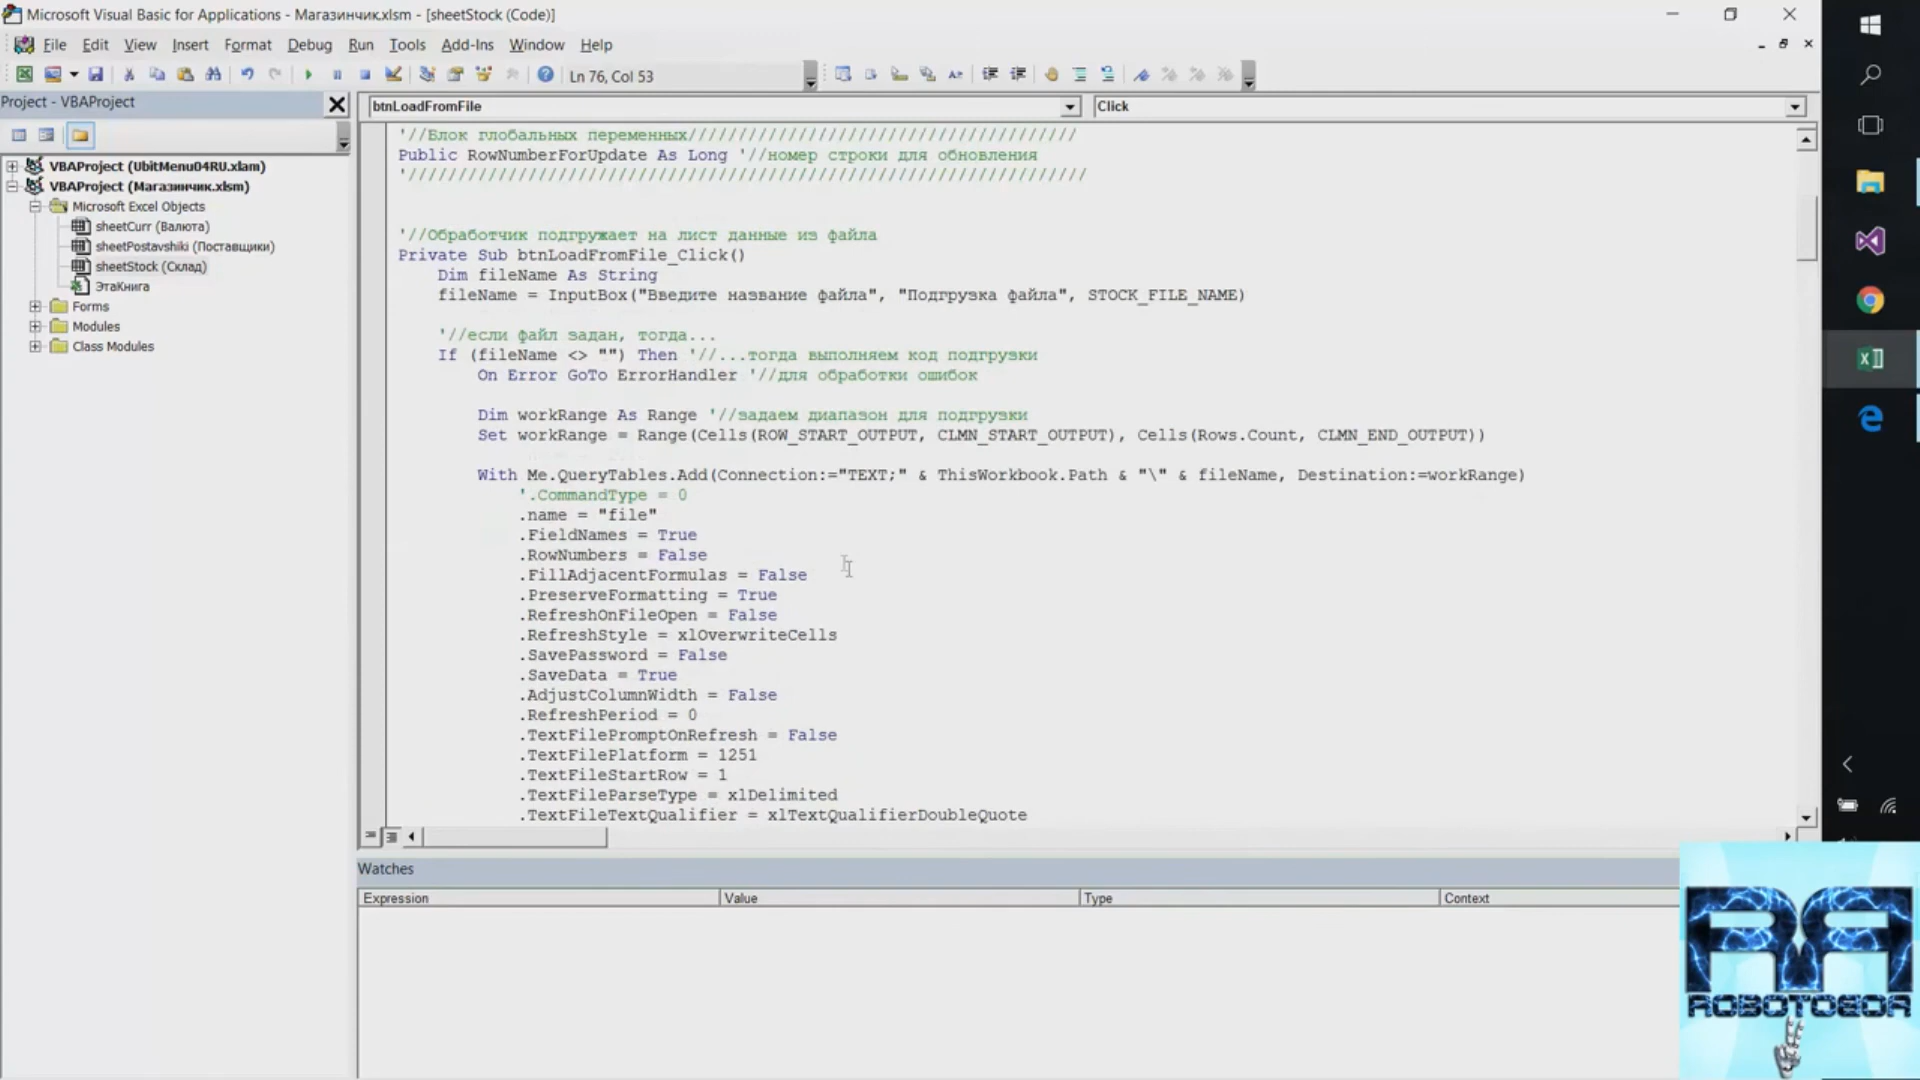 Microsoft Visual Basic for Applications - Магазинчик.xlsm - [sheetStock (Code)]
File Edit View Insert Format Debug Run Tools Add-Ins Window Help
Ln 76, Col 53
Project - VBAProject
VBAProject (UbitMenu04RU.xlam)
VBAProject (Магазинчик.xlsm)
Microsoft Excel Objects
sheetCurr (Валюта)
sheetPostavshiki (Поставщики)
sheetStock (Склад)
ЭтаКнига
Forms
Modules
Class Modules
btnLoadFromFile Click
'//Блок глобальных переменных///////////////////////////////////////
Public RowNumberForUpdate As Long '//номер строки для обновления
'////////////////////////////////////////////////////////////////////
'//Обработчик подгружает на лист данные из файла
Private Sub btnLoadFromFile_Click()
Dim fileName As String
fileName = InputBox("Введите название файла", "Подгрузка файла", STOCK_FILE_NAME)
'//если файл задан, тогда...
If (fileName <> "") Then '//...тогда выполняем код подгрузки
On Error GoTo ErrorHandler '//для обработки ошибок
Dim workRange As Range '//задаем диапазон для подгрузки
Set workRange = Range(Cells(ROW_START_OUTPUT, CLMN_START_OUTPUT), Cells(Rows.Count, CLMN_END_OUTPUT))
With Me.QueryTables.Add(Connection:="TEXT;" & ThisWorkbook.Path & "\" & fileName, Destination:=workRange)
'.CommandType = 0
.name = "file"
.FieldNames = True
.RowNumbers = False
.FillAdjacentFormulas = False
.PreserveFormatting = True
.RefreshOnFileOpen = False
.RefreshStyle = xlOverwriteCells
.SavePassword = False
.SaveData = True
.AdjustColumnWidth = False
.RefreshPeriod = 0
.TextFilePromptOnRefresh = False
.TextFilePlatform = 1251
.TextFileStartRow = 1
.TextFileParseType = xlDelimited
.TextFileTextQualifier = xlTextQualifierDoubleQuote
Watches
Expression Value Type Context